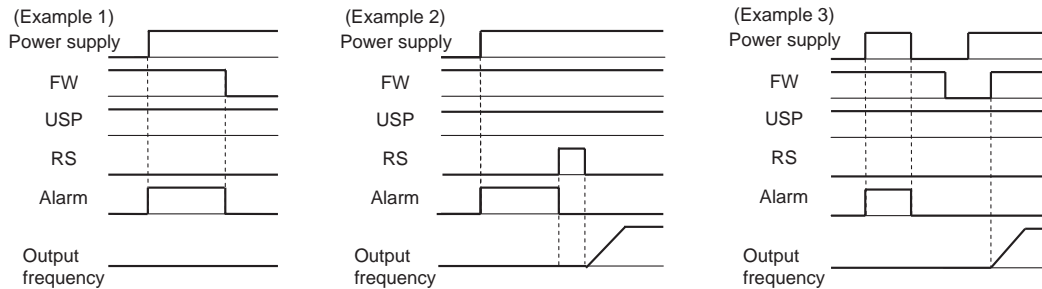 (Example 1)
Power supply
FW
USP
RS
Alarm
Output
frequency
(Example 2)
Power supply
FW
USP
RS
Alarm
Output
frequency
(Example 3)
Power supply
FW
USP
RS
Alarm
Output
frequency